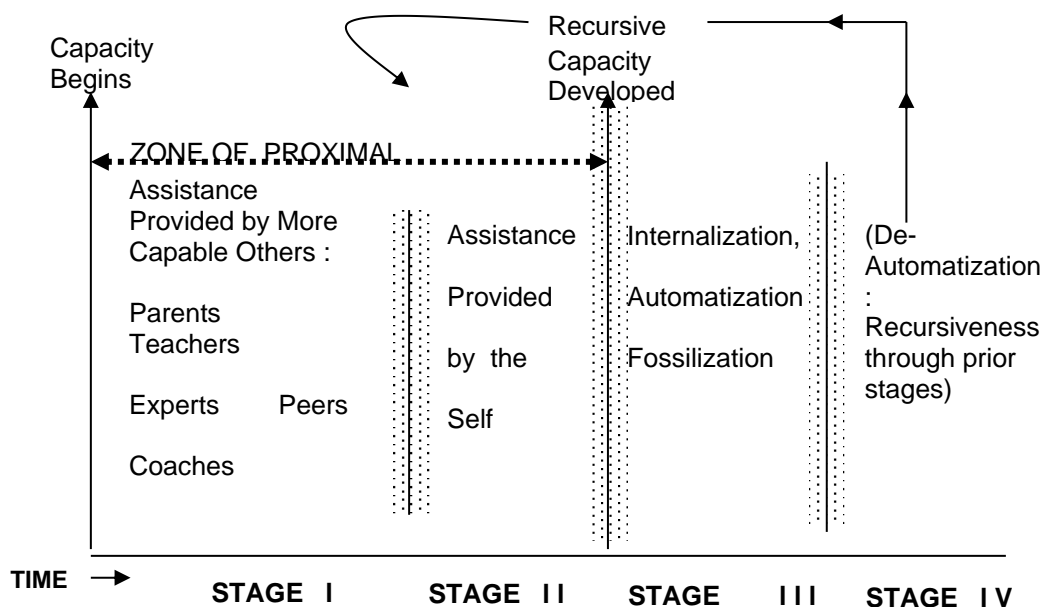 Recursive
Capacity
Begins
Capacity
Developed
ZONE OF PROXIMAL
Assistance
Provided by More
Capable Others :
Parents
Teachers
Experts Peers
Coaches
Assistance
Provided
by the
Self
Internalization,
Automatization
Fossilization
(De-
Automatization
:
Recursiveness
through prior
stages)
TIME
STAGE I
STAGE II
STAGE III
STAGE IV